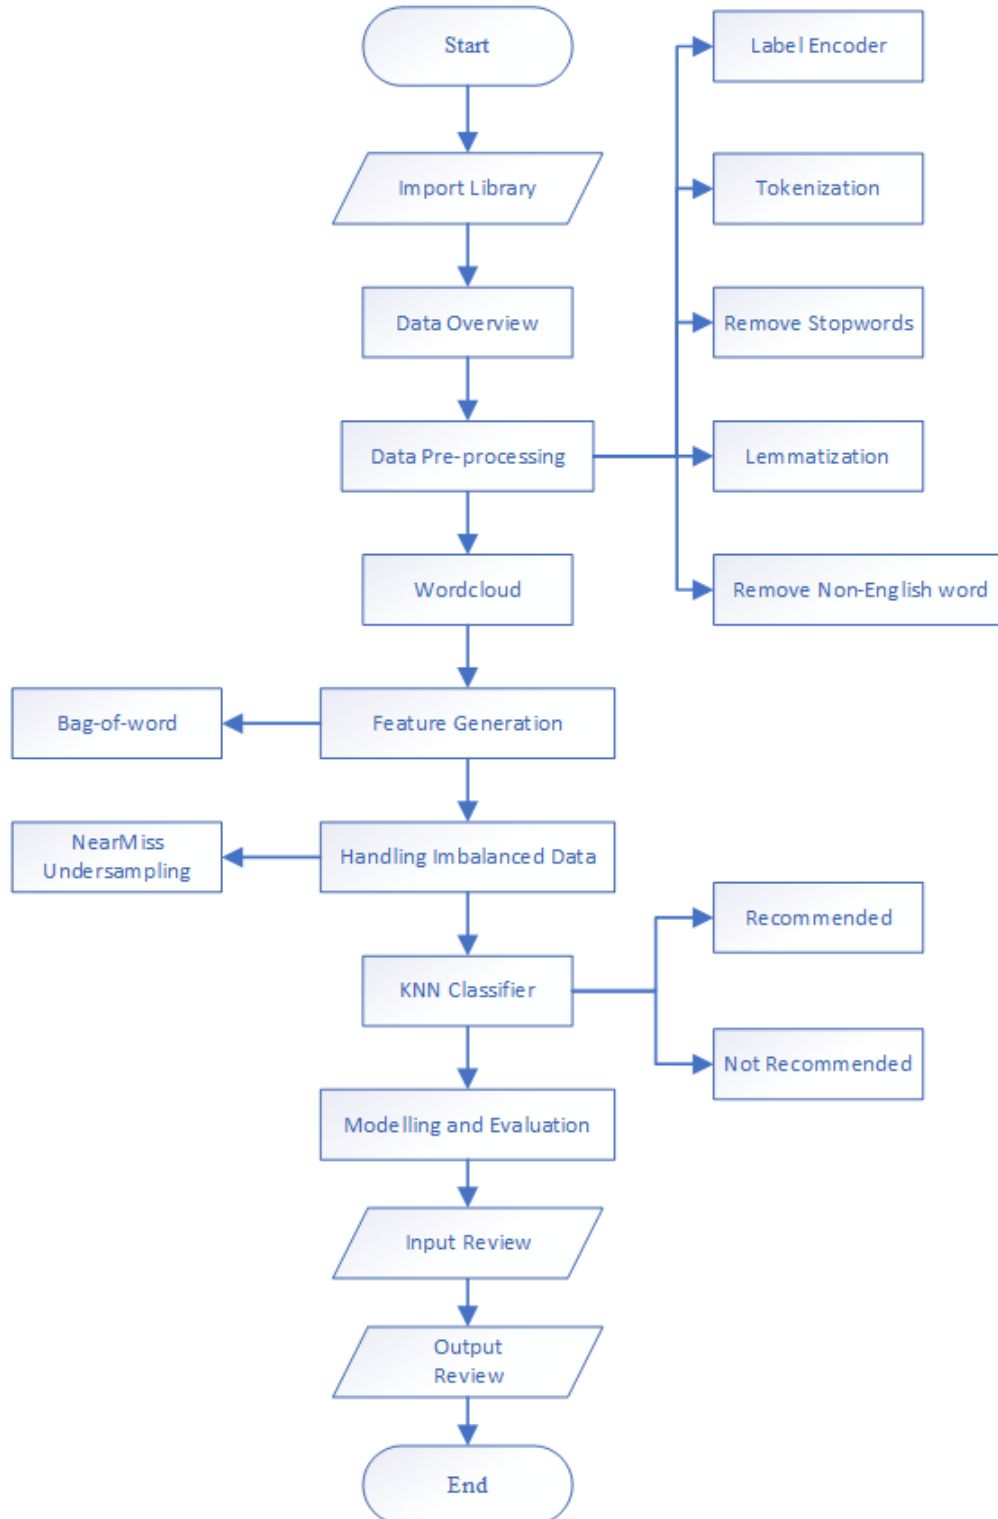 Start
Label Encoder
Import Library
Tokenization
Data Overview
Remove Stopwords
Data Pre-processing
Lemmatization
Wordcloud
Remove Non-English word
Bag-of-word
Feature Generation
NearMiss
Undersampling
Handling Imbalanced Data
Recommended
KNN Classifier
Not Recommended
Modelling and Evaluation
Input Review
Output
Review
End